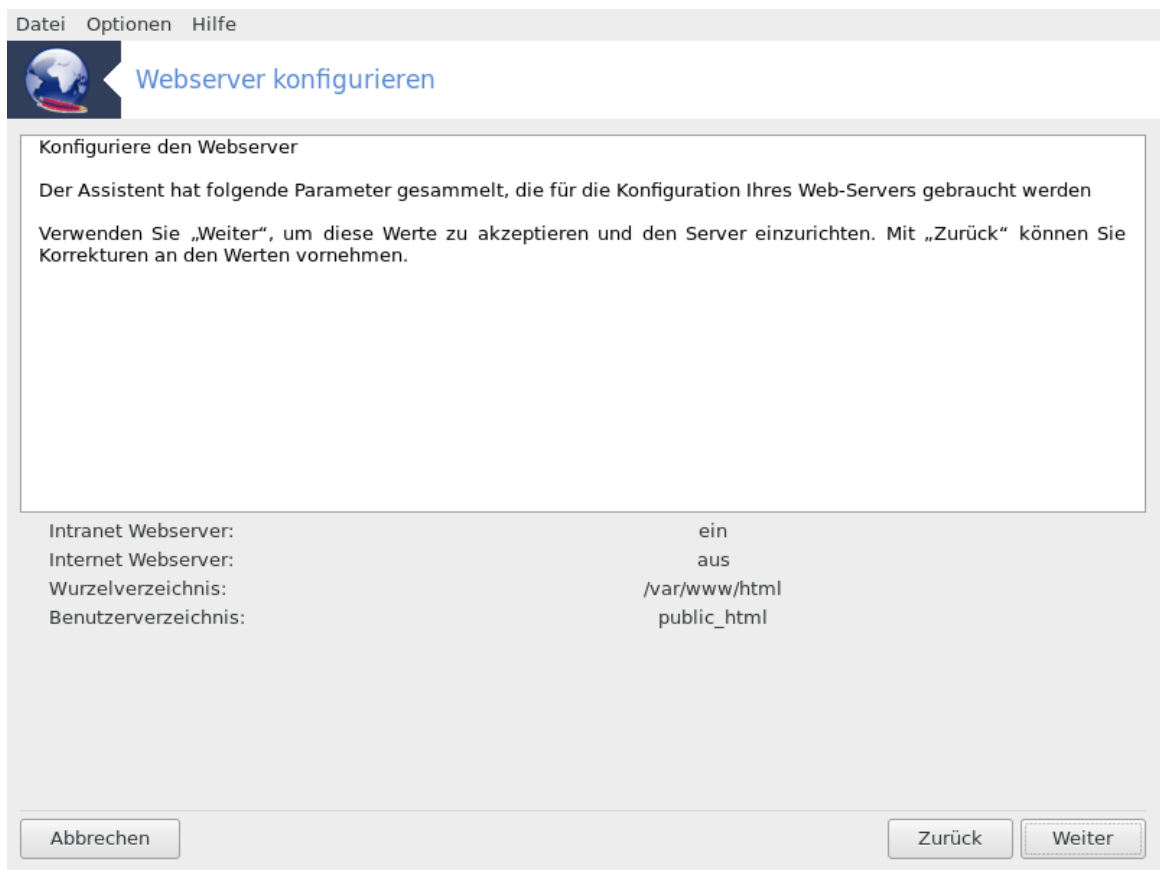 Datei Optionen Hilfe
Webserver konfigurieren
Konfiguriere den Webserver
Der Assistent hat folgende Parameter gesammelt, die für die Konfiguration Ihres Web-Servers gebraucht werden
Verwenden Sie „Weiter“, um diese Werte zu akzeptieren und den Server einzurichten. Mit „Zurück“ können Sie
Korrekturen an den Werten vornehmen.
Intranet Webserver: ein
Internet Webserver: aus
Wurzelverzeichnis: /var/www/html
Benutzerverzeichnis: public_html
Abbrechen Zurück Weiter